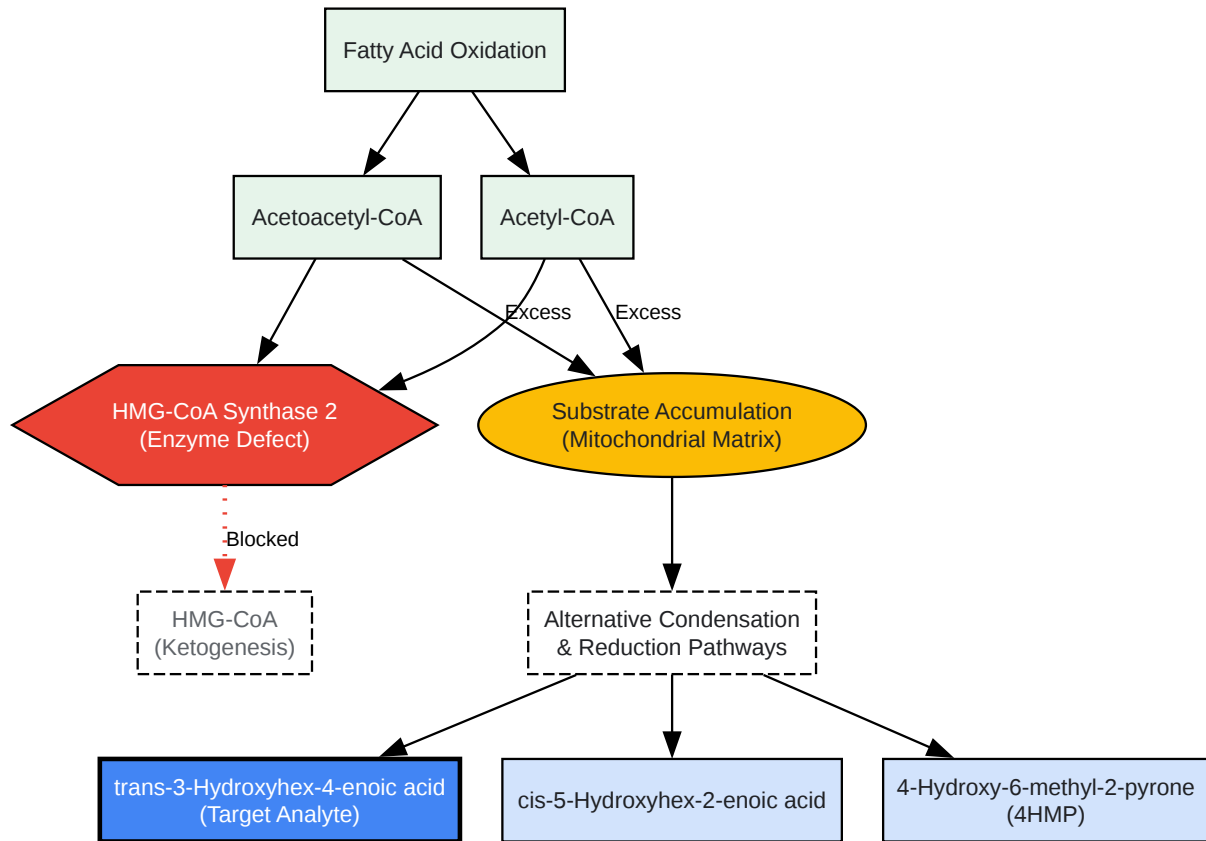 Fatty Acid Oxidation
Acetoacetyl-CoA
Acetyl-CoA
Excess
Excess
HMG-CoA Synthase 2
(Enzyme Defect)
Substrate Accumulation
(Mitochondrial Matrix)
Blocked
HMG-CoA
(Ketogenesis)
Alternative Condensation
& Reduction Pathways
trans-3-Hydroxyhex-4-enoic acid
(Target Analyte)
cis-5-Hydroxyhex-2-enoic acid
4-Hydroxy-6-methyl-2-pyrone
(4HMP)